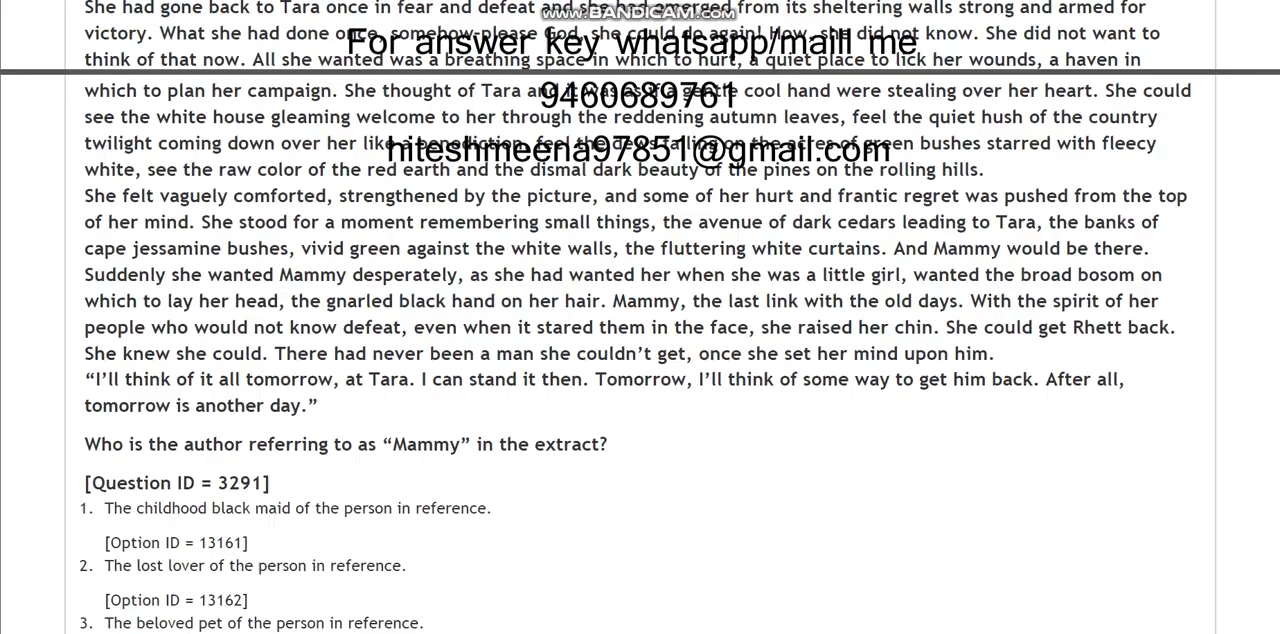 She had gone back to Tara once in fear and defeat and she had emerged from its sheltering walls strong and armed for
www.BANDICAM.com
victory. What she had done once, somehow—please God, she could do again! How, she did not know. She did not want to
For answer key whatsapp/maill me
think of that now. All she wanted was a breathing space in which to hurt, a quiet place to lick her wounds, a haven in
which to plan her campaign. She thought of Tara and it was as if a gentle cool hand were stealing over her heart. She could
9460689761
see the white house gleaming welcome to her through the reddening autumn leaves, feel the quiet hush of the country
twilight coming down over her like a benediction, feel the dews falling on the acres of green bushes starred with fleecy
hiteshmeena97851@gmail.com
white, see the raw color of the red earth and the dismal dark beauty of the pines on the rolling hills.
She felt vaguely comforted, strengthened by the picture, and some of her hurt and frantic regret was pushed from the top
of her mind. She stood for a moment remembering small things, the avenue of dark cedars leading to Tara, the banks of
cape jessamine bushes, vivid green against the white walls, the fluttering white curtains. And Mammy would be there.
Suddenly she wanted Mammy desperately, as she had wanted her when she was a little girl, wanted the broad bosom on
which to lay her head, the gnarled black hand on her hair. Mammy, the last link with the old days. With the spirit of her
people who would not know defeat, even when it stared them in the face, she raised her chin. She could get Rhett back.
She knew she could. There had never been a man she couldn’t get, once she set her mind upon him.
“I’ll think of it all tomorrow, at Tara. I can stand it then. Tomorrow, I’ll think of some way to get him back. After all,
tomorrow is another day.”
Who is the author referring to as “Mammy” in the extract?
[Question ID = 3291]
1. The childhood black maid of the person in reference.
[Option ID = 13161]
2. The lost lover of the person in reference.
[Option ID = 13162]
3. The beloved pet of the person in reference.